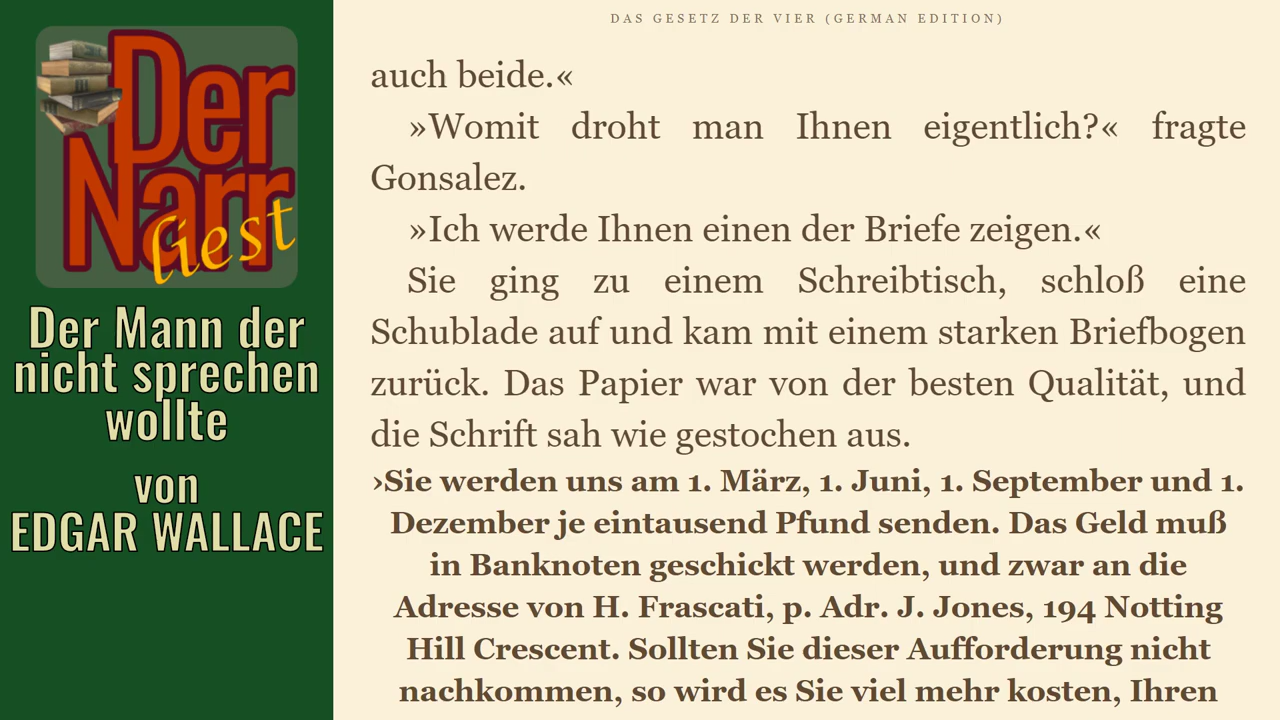 Der
Narr
liest
Der Mann der
nicht sprechen
wollte
von
EDGAR WALLACE
DAS GESETZ DER VIER (GERMAN EDITION)
auch beide.«
»Womit droht man Ihnen eigentlich?« fragte
Gonsalez.
»Ich werde Ihnen einen der Briefe zeigen.«
Sie ging zu einem Schreibtisch, schloß eine
Schublade auf und kam mit einem starken Briefbogen
zurück. Das Papier war von der besten Qualität, und
die Schrift sah wie gestochen aus.
›Sie werden uns am 1. März, 1. Juni, 1. September und 1.
Dezember je eintausend Pfund senden. Das Geld muß
in Banknoten geschickt werden, und zwar an die
Adresse von H. Frascati, p. Adr. J. Jones, 194 Notting
Hill Crescent. Sollten Sie dieser Aufforderung nicht
nachkommen, so wird es Sie viel mehr kosten, Ihren